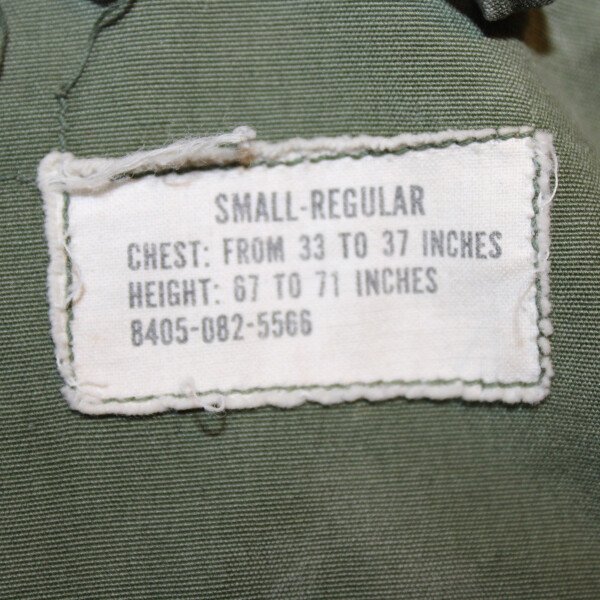 SMALL-REGULAR
CHEST: FROM 33 TO 37 INCHES
HEIGHT: 67 TO 71 INCHES
8405-082-5566